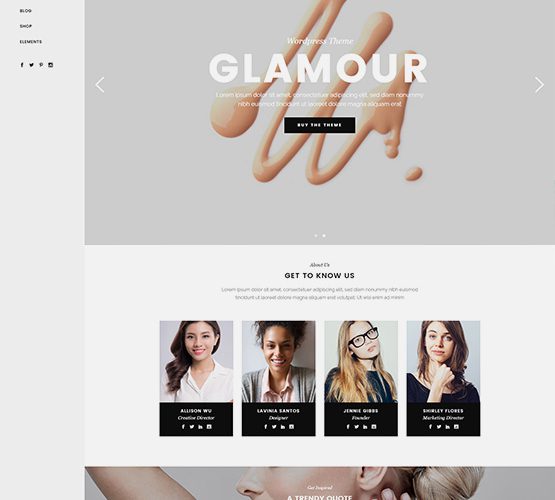 BLOG
SHOP
ELEMENTS
Wordpress Theme
GLAMOUR
Lorem ipsum dolor sit amet, consectetur adipiscing elit, sed diam nonummy
nibh euismod tincidunt ut laoreet dolore magna aliquam erat
BUY THE THEME
About Us
GET TO KNOW US
Lorem ipsum dolor sit amet, consectetuer adipiscing elit, sed diam nonummy nibh
euismod tincidunt ut laoreet dolore magna aliquam erat volutpat. Ut wisi enim ad minim
ALLISON WU
Creative Director
LAVINIA SANTOS
Designer
JENNIE GIBBS
Founder
SHIRLEY FLORES
Marketing Director
Get Inspired
A TRENDY QUOTE